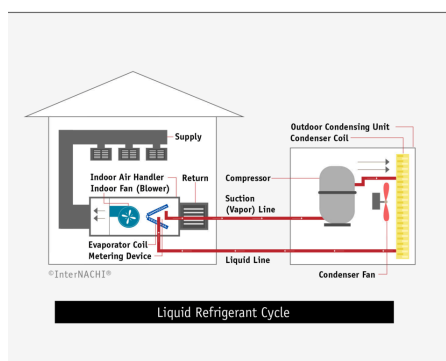 Supply
Outdoor Condensing Unit
Condenser Coil
Indoor Air Handler
Indoor Fan (Blower)
Return
Compressor
Suction
(Vapor) Line
Evaporator Coil
Metering Device
Liquid Line
©InterNACHI®
Condenser Fan
Liquid Refrigerant Cycle